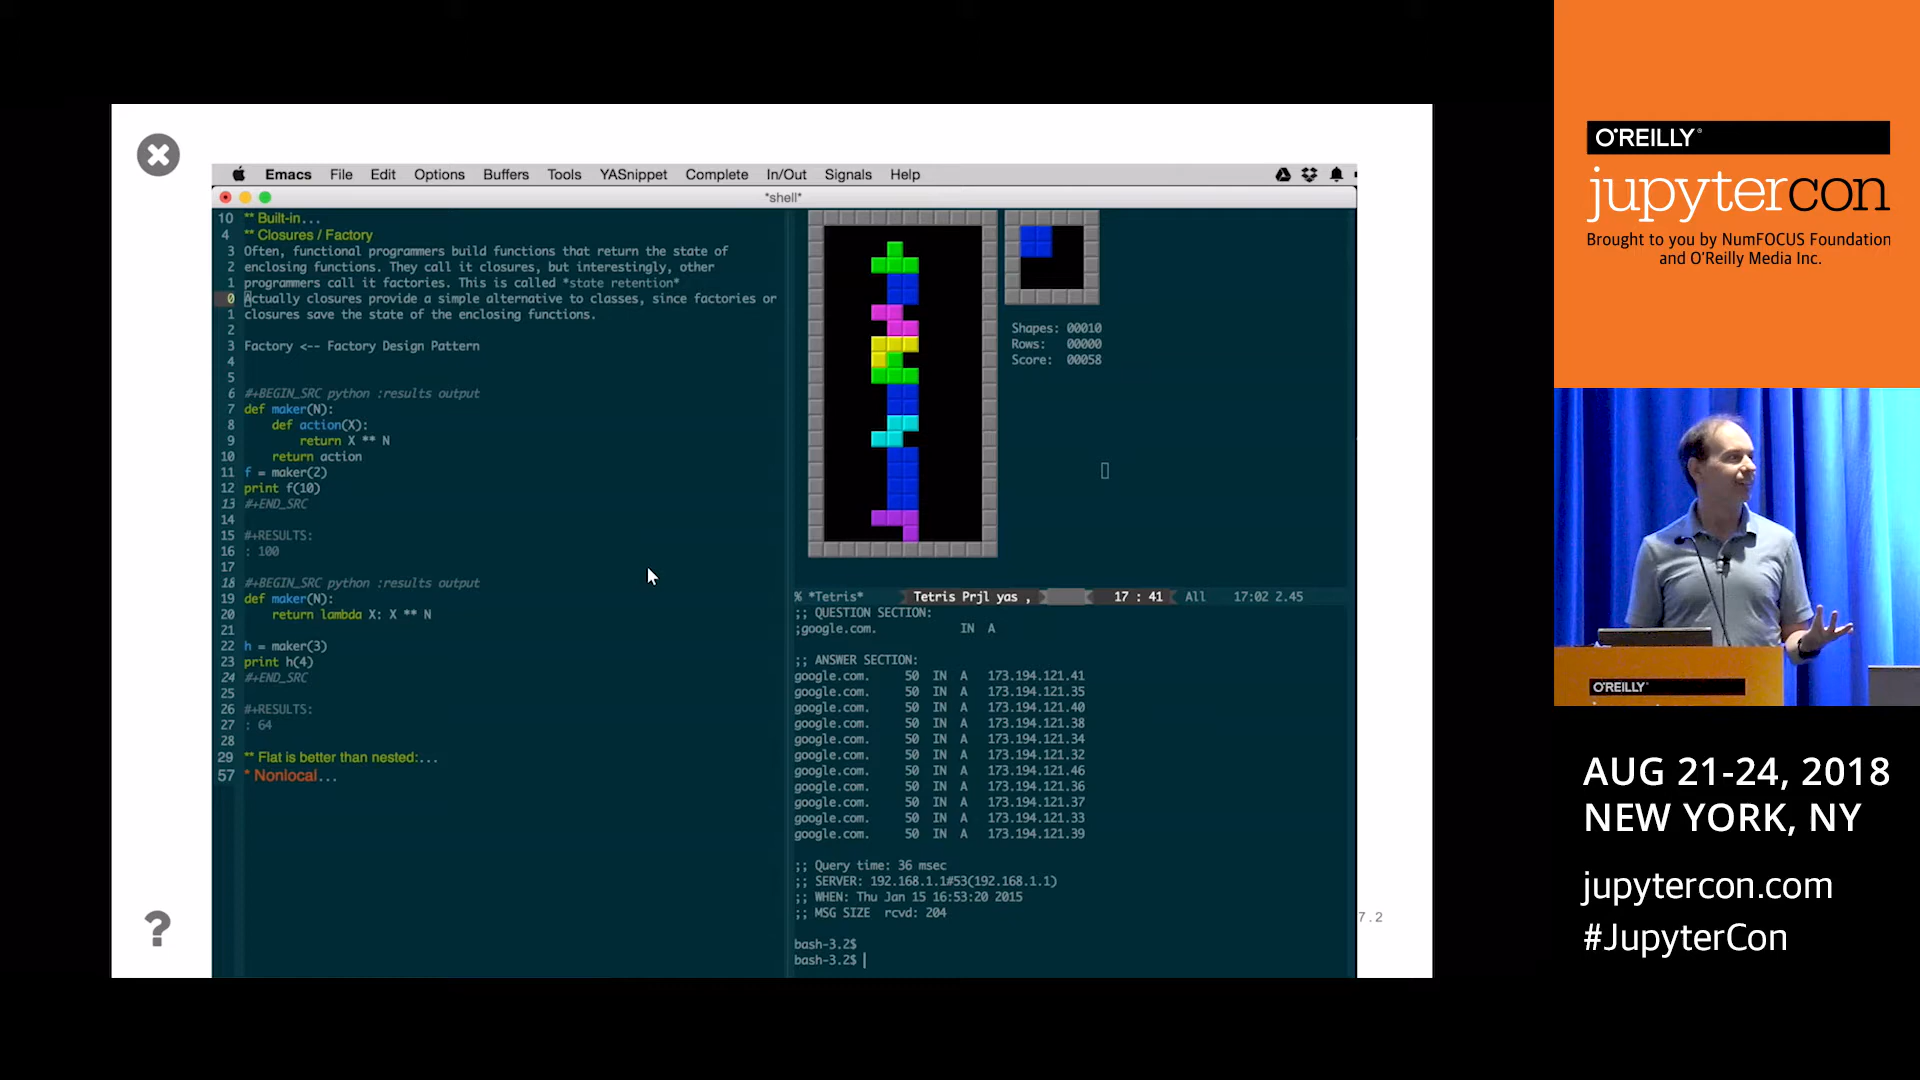 Emacs File Edit Options Buffers Tools YASnippet Complete In/Out Signals Help
*shell*
10 ** Built-in...
4 ** Closures / Factory
3 Often, functional programmers build functions that return the state of
2 enclosing functions. They call it closures, but interestingly, other
1 programmers call it factories. This is called *state retention*
0 Actually closures provide a simple alternative to classes, since factories or
1 closures save the state of the enclosing functions.
2
3 Factory <-- Factory Design Pattern
4
5
6 #+BEGIN_SRC python :results output
7 def maker(N):
8 def action(X):
9 return X ** N
10 return action
11 f = maker(2)
12 print f(10)
13 #+END_SRC
14
15 #+RESULTS:
16 : 100
17
18 #+BEGIN_SRC python :results output
19 def maker(N):
20 return lambda X: X ** N
21
22 h = maker(3)
23 print h(4)
24 #+END_SRC
25
26 #+RESULTS:
27 : 64
28
29 ** Flat is better than nested:...
57 * Nonlocal...
Shapes: 00010
Rows: 00000
Score: 00058
% *Tetris* Tetris Prjl yas , 17 : 41 All 17:02 2.45
;; QUESTION SECTION:
;google.com. IN A
;; ANSWER SECTION:
google.com. 50 IN A 173.194.121.41
google.com. 50 IN A 173.194.121.35
google.com. 50 IN A 173.194.121.40
google.com. 50 IN A 173.194.121.38
google.com. 50 IN A 173.194.121.34
google.com. 50 IN A 173.194.121.32
google.com. 50 IN A 173.194.121.46
google.com. 50 IN A 173.194.121.36
google.com. 50 IN A 173.194.121.37
google.com. 50 IN A 173.194.121.33
google.com. 50 IN A 173.194.121.39
;; Query time: 36 msec
;; SERVER: 192.168.1.1#53(192.168.1.1)
;; WHEN: Thu Jan 15 16:53:20 2015
;; MSG SIZE rcvd: 204
bash-3.2$
bash-3.2$
7.2
?
O'REILLY®
jupytercon
Brought to you by NumFOCUS Foundation
and O'Reilly Media Inc.
O'REILLY
AUG 21-24, 2018
NEW YORK, NY
jupytercon.com
#JupyterCon